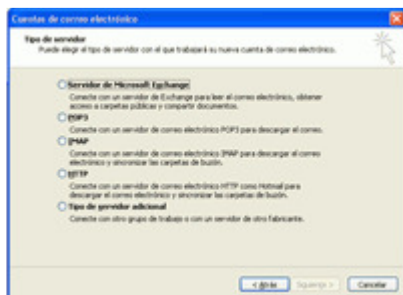 Cuentas de correo electrónico
Tipo de servidor
Puede elegir el tipo de servidor con el que trabajará su nueva cuenta de correo electrónico.
Servidor de Microsoft Exchange
Conecte con un servidor de Exchange para leer el correo electrónico, obtener
acceso a carpetas públicas y compartir documentos.
POP3
Conecte con un servidor de correo electrónico POP3 para descargar el correo.
IMAP
Conecte con un servidor de correo electrónico IMAP para descargar el correo
electrónico y sincronizar las carpetas de buzón.
HTTP
Conecte con un servidor de correo electrónico HTTP como Hotmail para
descargar el correo electrónico y sincronizar las carpetas de buzón.
Tipo de servidor adicional
Conecte con otro grupo de trabajo o con un servidor de otro fabricante.
< Atrás
Siguiente >
Cancelar